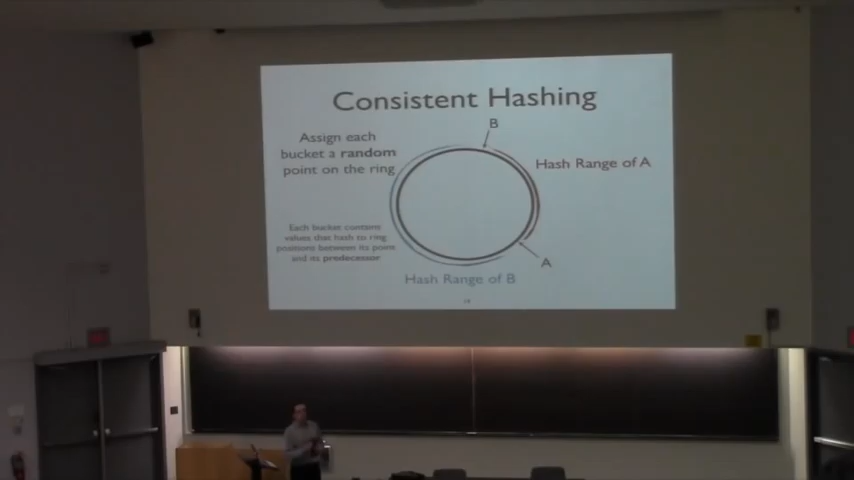 Consistent Hashing
B
Assign each
bucket a random
point on the ring
Hash Range of A
Each bucket contains
values that hash to ring
positions between its point
and its predecessor
A
Hash Range of B
14